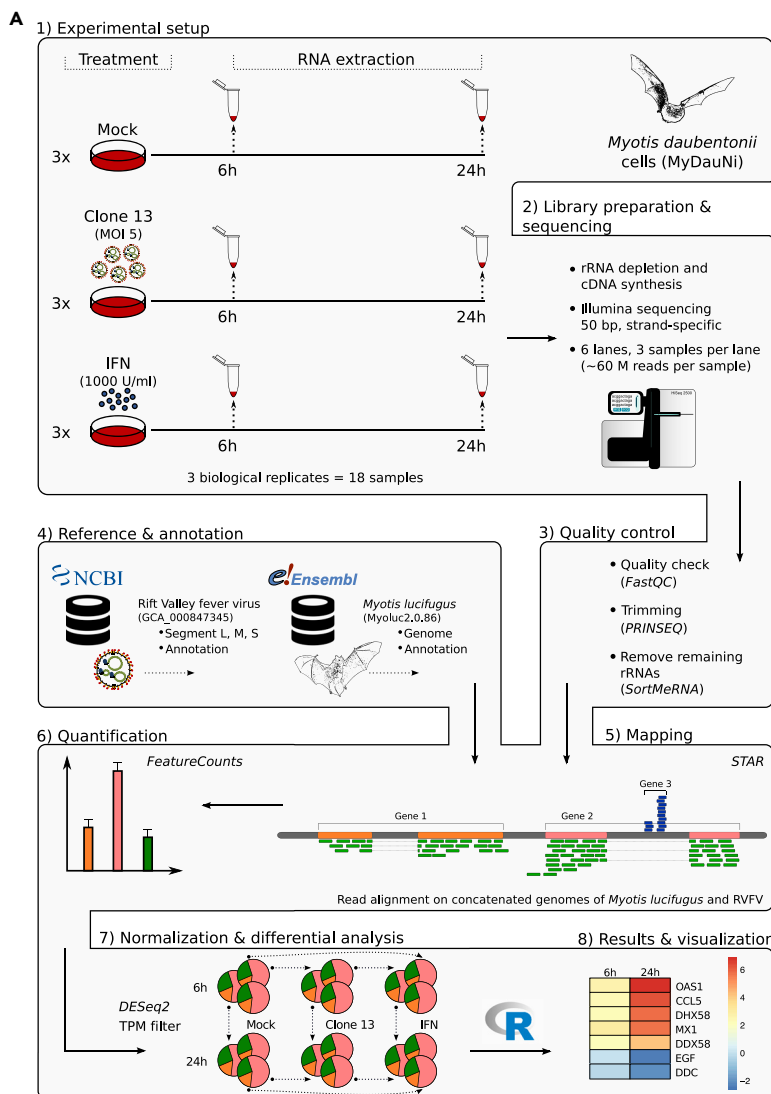 A
1) Experimental setup
Treatment
RNA extraction
Mock
3x
6h
24h
Myotis daubentonii
cells (MyDauNi)
Clone 13
(MOI 5)
3x
6h
24h
IFN
(1000 U/ml)
3x
6h
24h
3 biological replicates = 18 samples
2) Library preparation &
sequencing
• rRNA depletion and
cDNA synthesis
• Illumina sequencing
50 bp, strand-specific
• 6 lanes, 3 samples per lane
(~60 M reads per sample)
HiSeq 2500
3) Quality control
• Quality check
(FastQC)
• Trimming
(PRINSEQ)
• Remove remaining
rRNAs
(SortMeRNA)
4) Reference & annotation
NCBI
Rift Valley fever virus
(GCA_000847345)
• Segment L, M, S
• Annotation
e!Ensembl
Myotis lucifugus
(Myoluc2.0.86)
• Genome
• Annotation
5) Mapping
STAR
Gene 1
Gene 2
Gene 3
Read alignment on concatenated genomes of Myotis lucifugus and RVFV
6) Quantification
FeatureCounts
7) Normalization & differential analysis
6h
DESeq2
TPM filter
Mock
Clone 13
IFN
24h
R
8) Results & visualization
6h
24h
OAS1
CCL5
DHX58
MX1
DDX58
EGF
DDC
6
4
2
0
−2